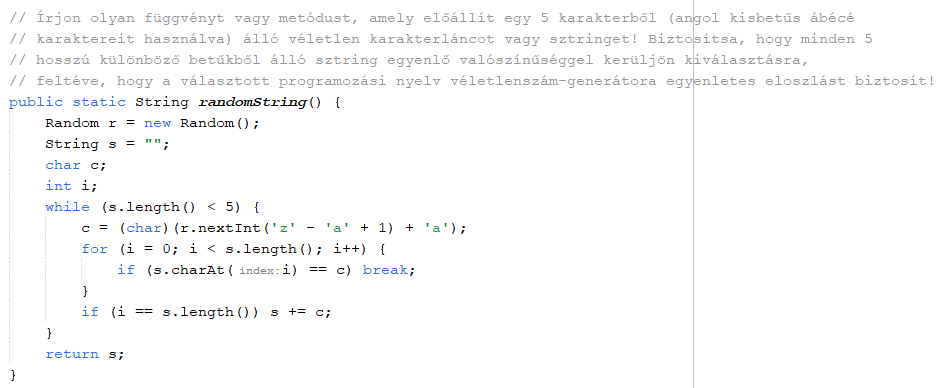 // Írjon olyan függvényt vagy metódust, amely előállít egy 5 karakterből (angol kisbetűs ábécé
// karaktereit használva) álló véletlen karakterláncot vagy sztringet! Biztosítsa, hogy minden 5
// hosszú különböző betűkből álló sztring egyenlő valószínűséggel kerüljön kiválasztásra,
// feltéve, hogy a választott programozási nyelv véletlenszám-generátora egyenletes eloszlást biztosít!
public static String randomString() {
    Random r = new Random();
    String s = "";
    char c;
    int i;
    while (s.length() < 5) {
        c = (char)(r.nextInt('z' - 'a' + 1) + 'a');
        for (i = 0; i < s.length(); i++) {
            if (s.charAt( index: i) == c) break;
        }
        if (i == s.length()) s += c;
    }
    return s;
}